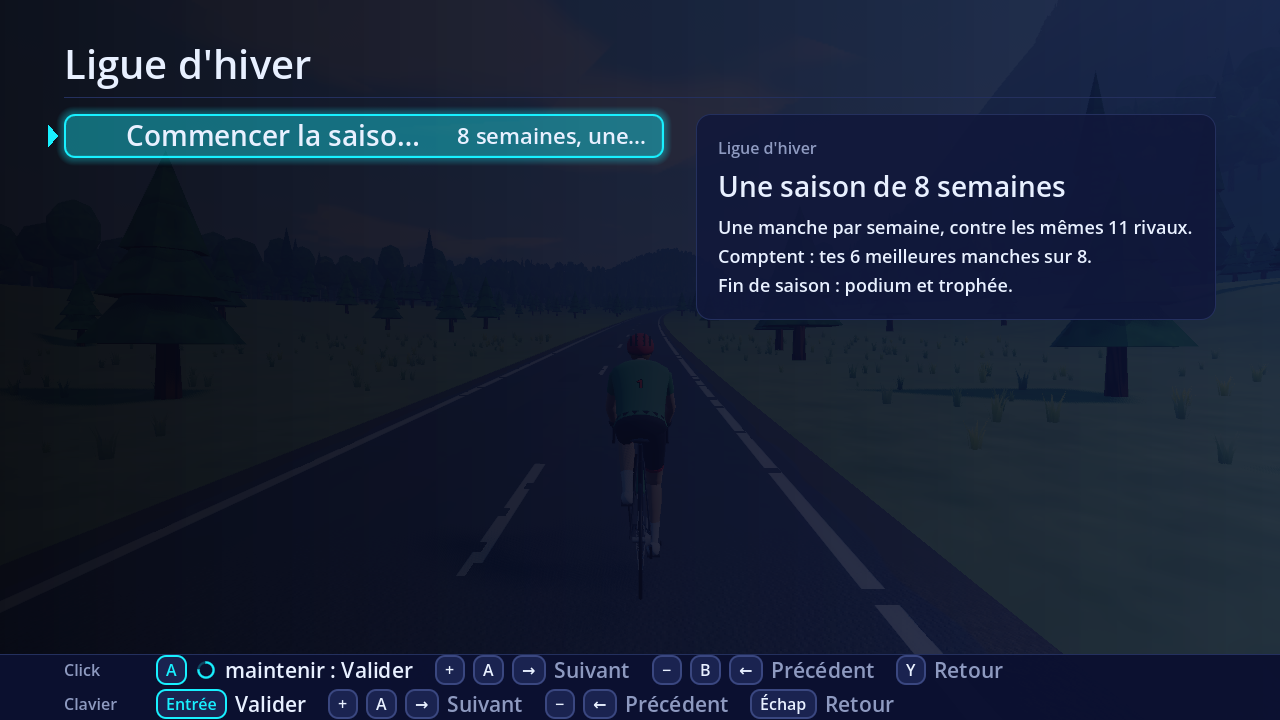 Ligue d'hiver
Commencer la saiso... 8 semaines, une...
Ligue d'hiver
Une saison de 8 semaines
Une manche par semaine, contre les mêmes 11 rivaux.
Comptent : tes 6 meilleures manches sur 8.
Fin de saison : podium et trophée.
Click A maintenir : Valider + A → Suivant − B ← Précédent Y Retour
Clavier Entrée Valider + A → Suivant − ← Précédent Échap Retour